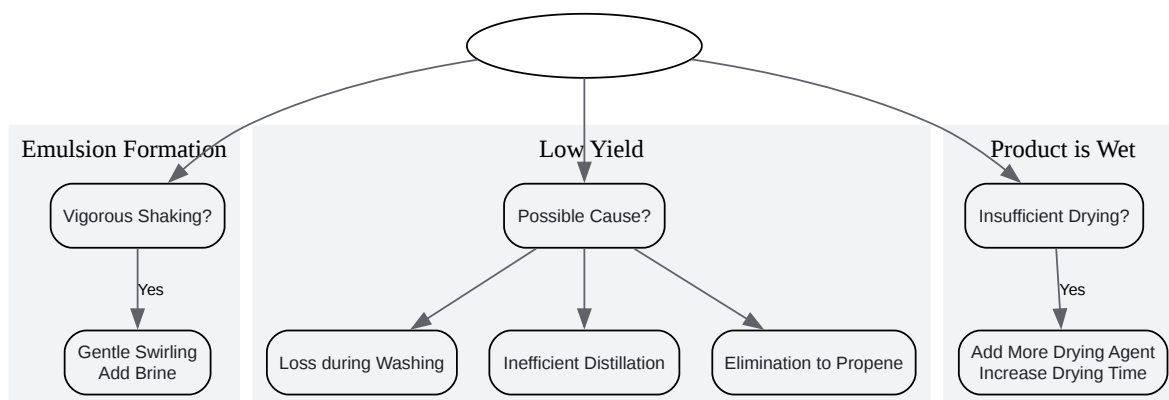 Emulsion Formation
Low Yield
Product is Wet
Vigorous Shaking?
Possible Cause?
Insufficient Drying?
Yes
Yes
Gentle Swirling
Add Brine
Loss during Washing
Inefficient Distillation
Elimination to Propene
Add More Drying Agent
Increase Drying Time